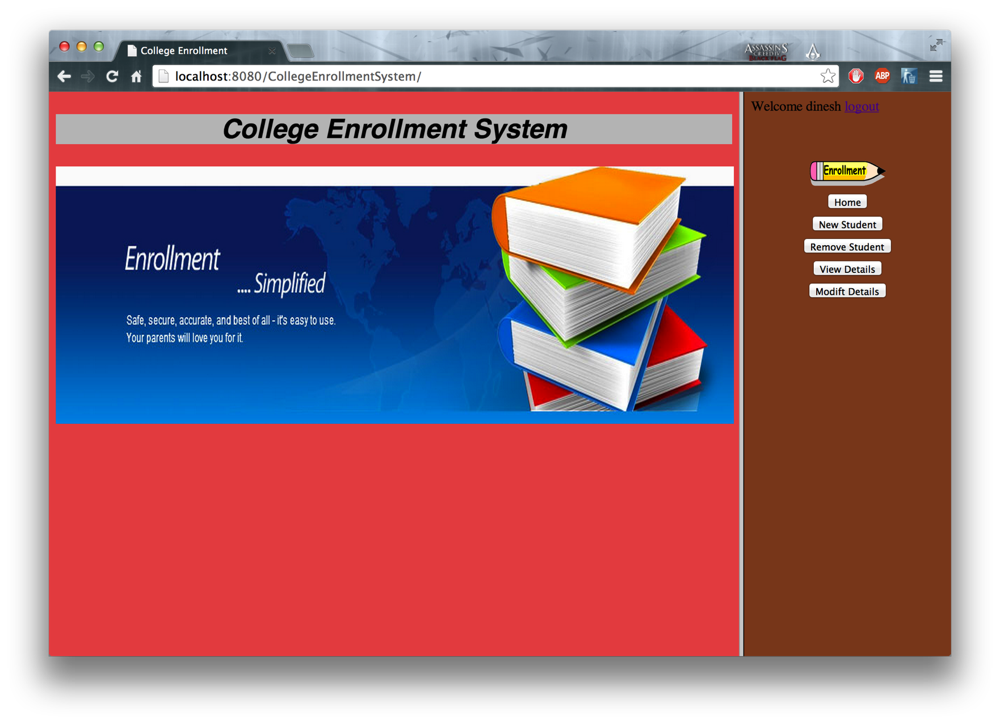 College Enrollment
ASSASSIN'S
CREED IV
BLACK FLAG
localhost:8080/CollegeEnrollmentSystem/
ABP
Welcome dinesh logout
College Enrollment System
Enrollment
.... Simplified
Safe, secure, accurate, and best of all - it's easy to use.
Your parents will love you for it.
Enrollment
Home
New Student
Remove Student
View Details
Modift Details